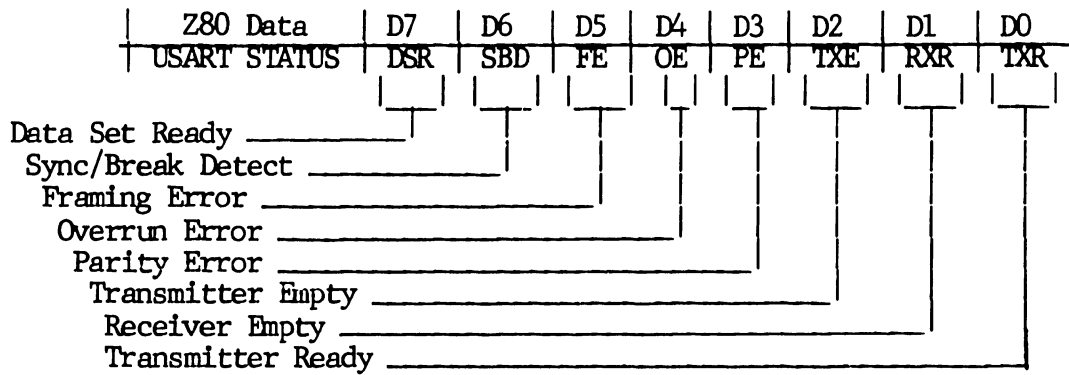 Z80 Data D7 D6 D5 D4 D3 D2 D1 D0
USART STATUS DSR SBD FE OE PE TXE RXR TXR
Data Set Ready
Sync/Break Detect
Framing Error
Overrun Error
Parity Error
Transmitter Empty
Receiver Empty
Transmitter Ready